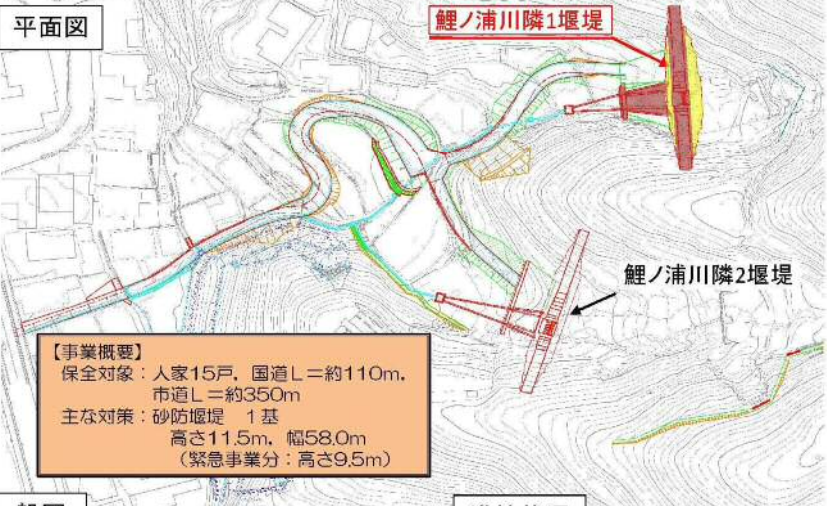 平面図
鯉ノ浦川隣1堰堤
鯉ノ浦川隣2堰堤
【事業概要】
保全対象：人家15戸，国道L＝約110m，
市道L＝約350m
主な対策：砂防堰堤　1基
高さ11.5m，幅58.0m
（緊急事業分：高さ9.5m）